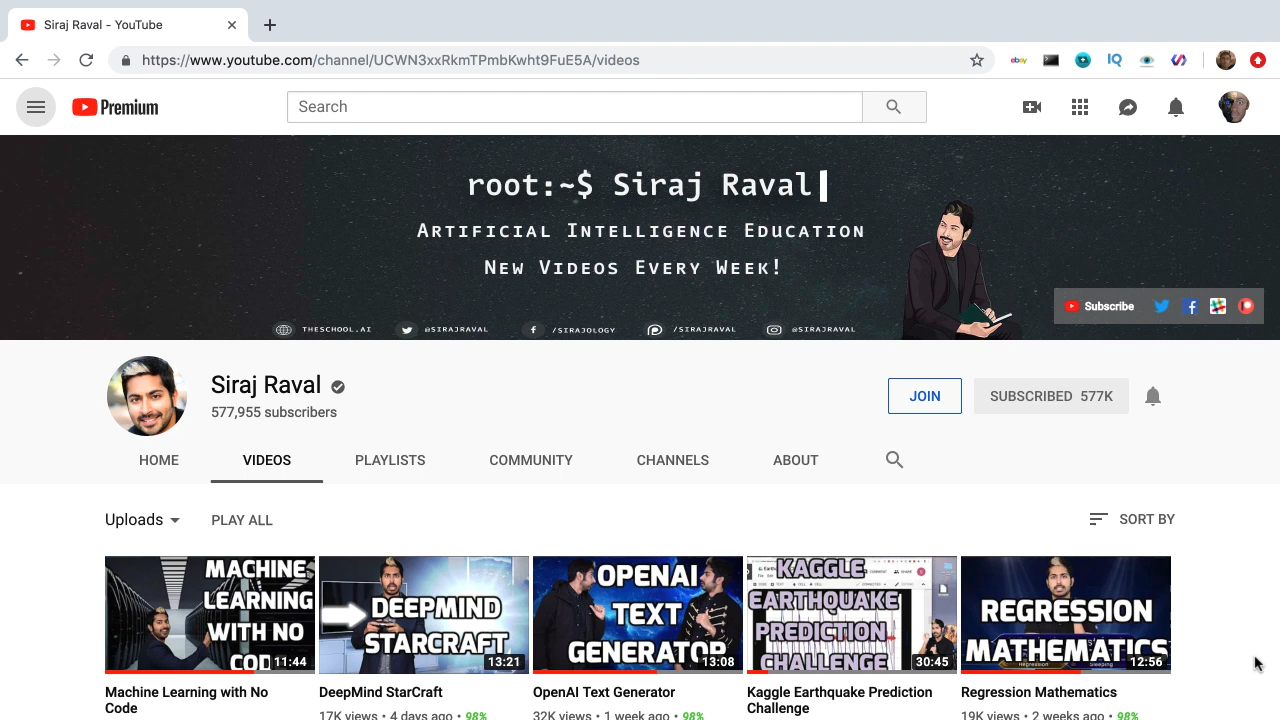 Siraj Raval - YouTube
https://www.youtube.com/channel/UCWN3xxRkmTPmbKwht9FuE5A/videos
ebay
IQ
Premium
Search
root:~$ Siraj Raval
Artificial Intelligence Education
New Videos Every Week!
THESCHOOL.AI @SIRAJRAVAL /SIRAJOLOGY /SIRAJRAVAL @SIRAJRAVAL
Subscribe
Siraj Raval
577,955 subscribers
JOIN
SUBSCRIBED 577K
HOME VIDEOS PLAYLISTS COMMUNITY CHANNELS ABOUT
Uploads PLAY ALL SORT BY
MACHINE
LEARNING
WITH NO
CODE
11:44
DEEPMIND
STARCRAFT
13:21
OPENAI
TEXT
GENERATOR
13:08
KAGGLE
EARTHQUAKE
PREDICTION
CHALLENGE
30:45
REGRESSION
MATHEMATICS
Regression Sleeping
12:56
Machine Learning with No
Code
DeepMind StarCraft
17K views • 4 days ago • 98%
OpenAI Text Generator
32K views • 1 week ago • 98%
Kaggle Earthquake Prediction
Challenge
Regression Mathematics
19K views • 2 weeks ago • 98%